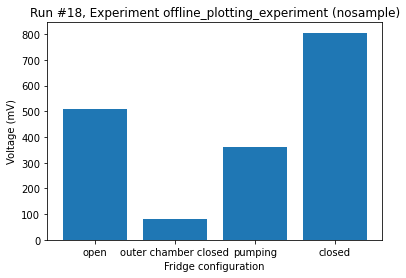 Run #18, Experiment offline_plotting_experiment (nosample)
800
700
600
500
400
300
200
100
0
Voltage (mV)
open outer chamber closed pumping closed
Fridge configuration